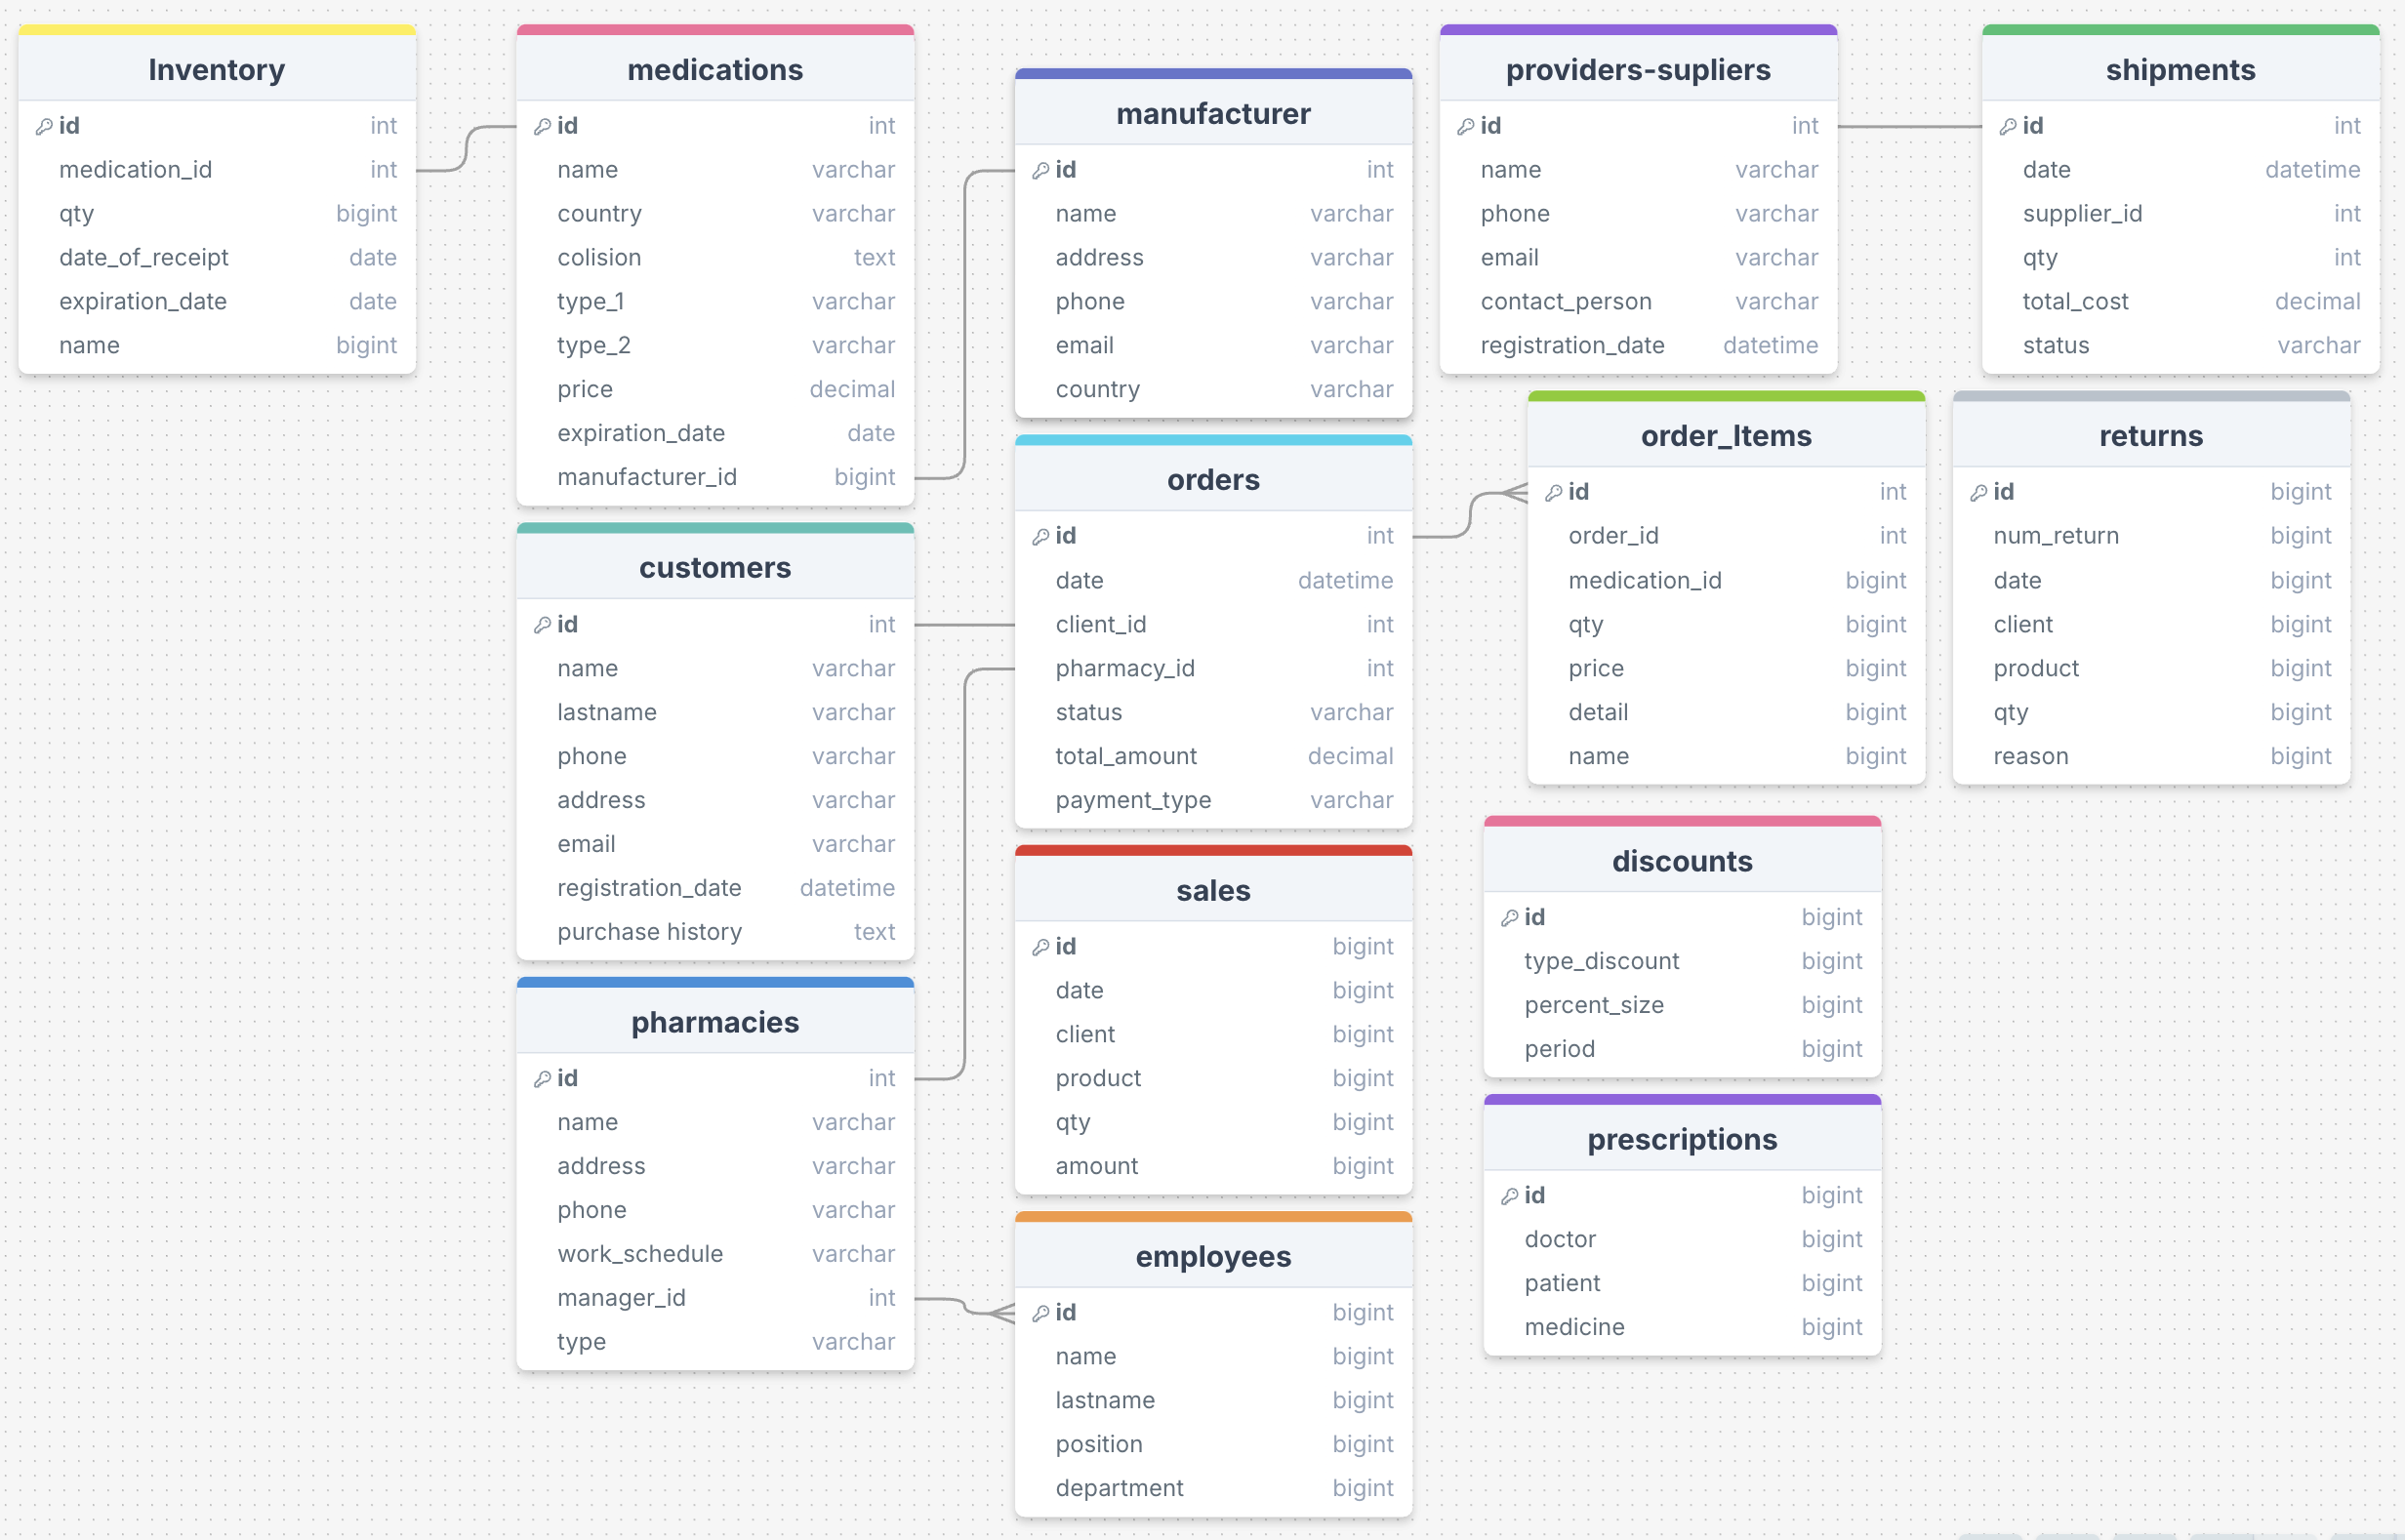 Inventory
id int
medication_id int
qty bigint
date_of_receipt date
expiration_date date
name bigint
medications
id int
name varchar
country varchar
colision text
type_1 varchar
type_2 varchar
price decimal
expiration_date date
manufacturer_id bigint
manufacturer
id int
name varchar
address varchar
phone varchar
email varchar
country varchar
providers-supliers
id int
name varchar
phone varchar
email varchar
contact_person varchar
registration_date datetime
shipments
id int
date datetime
supplier_id int
qty int
total_cost decimal
status varchar
customers
id int
name varchar
lastname varchar
phone varchar
address varchar
email varchar
registration_date datetime
purchase history text
orders
id int
date datetime
client_id int
pharmacy_id int
status varchar
total_amount decimal
payment_type varchar
order_Items
id int
order_id int
medication_id bigint
qty bigint
price bigint
detail bigint
name bigint
returns
id bigint
num_return bigint
date bigint
client bigint
product bigint
qty bigint
reason bigint
pharmacies
id int
name varchar
address varchar
phone varchar
work_schedule varchar
manager_id int
type varchar
sales
id bigint
date bigint
client bigint
product bigint
qty bigint
amount bigint
discounts
id bigint
type_discount bigint
percent_size bigint
period bigint
employees
id bigint
name bigint
lastname bigint
position bigint
department bigint
prescriptions
id bigint
doctor bigint
patient bigint
medicine bigint